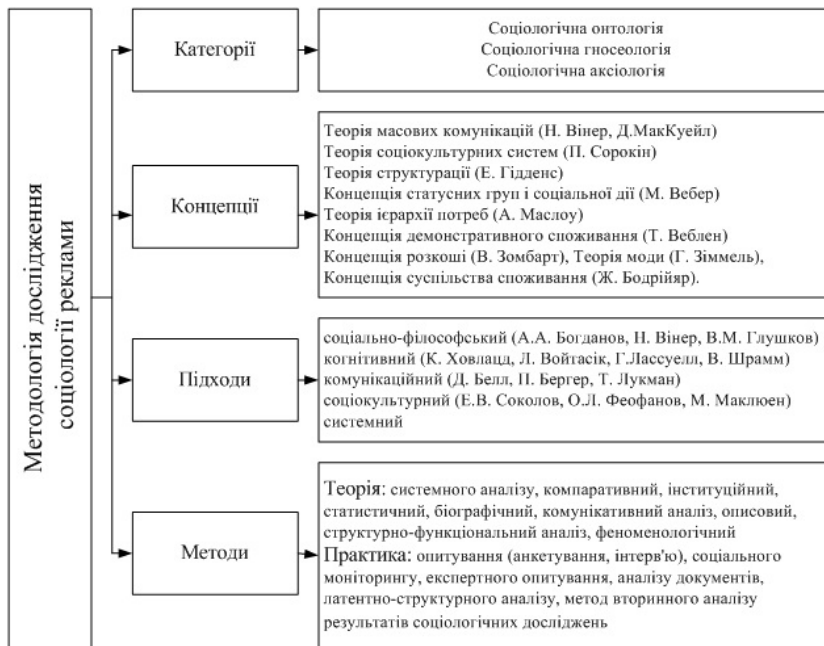 Методологія дослідження
соціології реклами
Категорії
Соціологічна онтологія
Соціологічна гносеологія
Соціологічна аксіологія
Концепції
Теорія масових комунікацій (Н. Вінер, Д.МакКуейл)
Теорія соціокультурних систем (П. Сорокін)
Теорія структурації (Е. Гідденс)
Концепція статусних груп і соціальної дії (М. Вебер)
Теорія ієрархії потреб (А. Маслоу)
Концепція демонстративного споживання (Т. Веблен)
Концепція розкоші (В. Зомбарт), Теорія моди (Г. Зіммель),
Концепція суспільства споживання (Ж. Бодрійяр).
Підходи
соціально-філософський (А.А. Богданов, Н. Вінер, В.М. Глушков)
когнітивний (К. Ховлацд, Л. Войтасік, Г.Лассуелл, В. Шрамм)
комунікаційний (Д. Белл, П. Бергер, Т. Лукман)
соціокультурний (Е.В. Соколов, О.Л. Феофанов, М. Маклюен)
системний
Методи
Теорія: системного аналізу, компаративний, інституційний,
статистичний, біографічний, комунікативний аналіз, описовий,
структурно-функціональний аналіз, феноменологічний
Практика: опитування (анкетування, інтерв'ю), соціального
моніторингу, експертного опитування, аналізу документів,
латентно-структурного аналізу, метод вторинного аналізу
результатів соціологічних досліджень